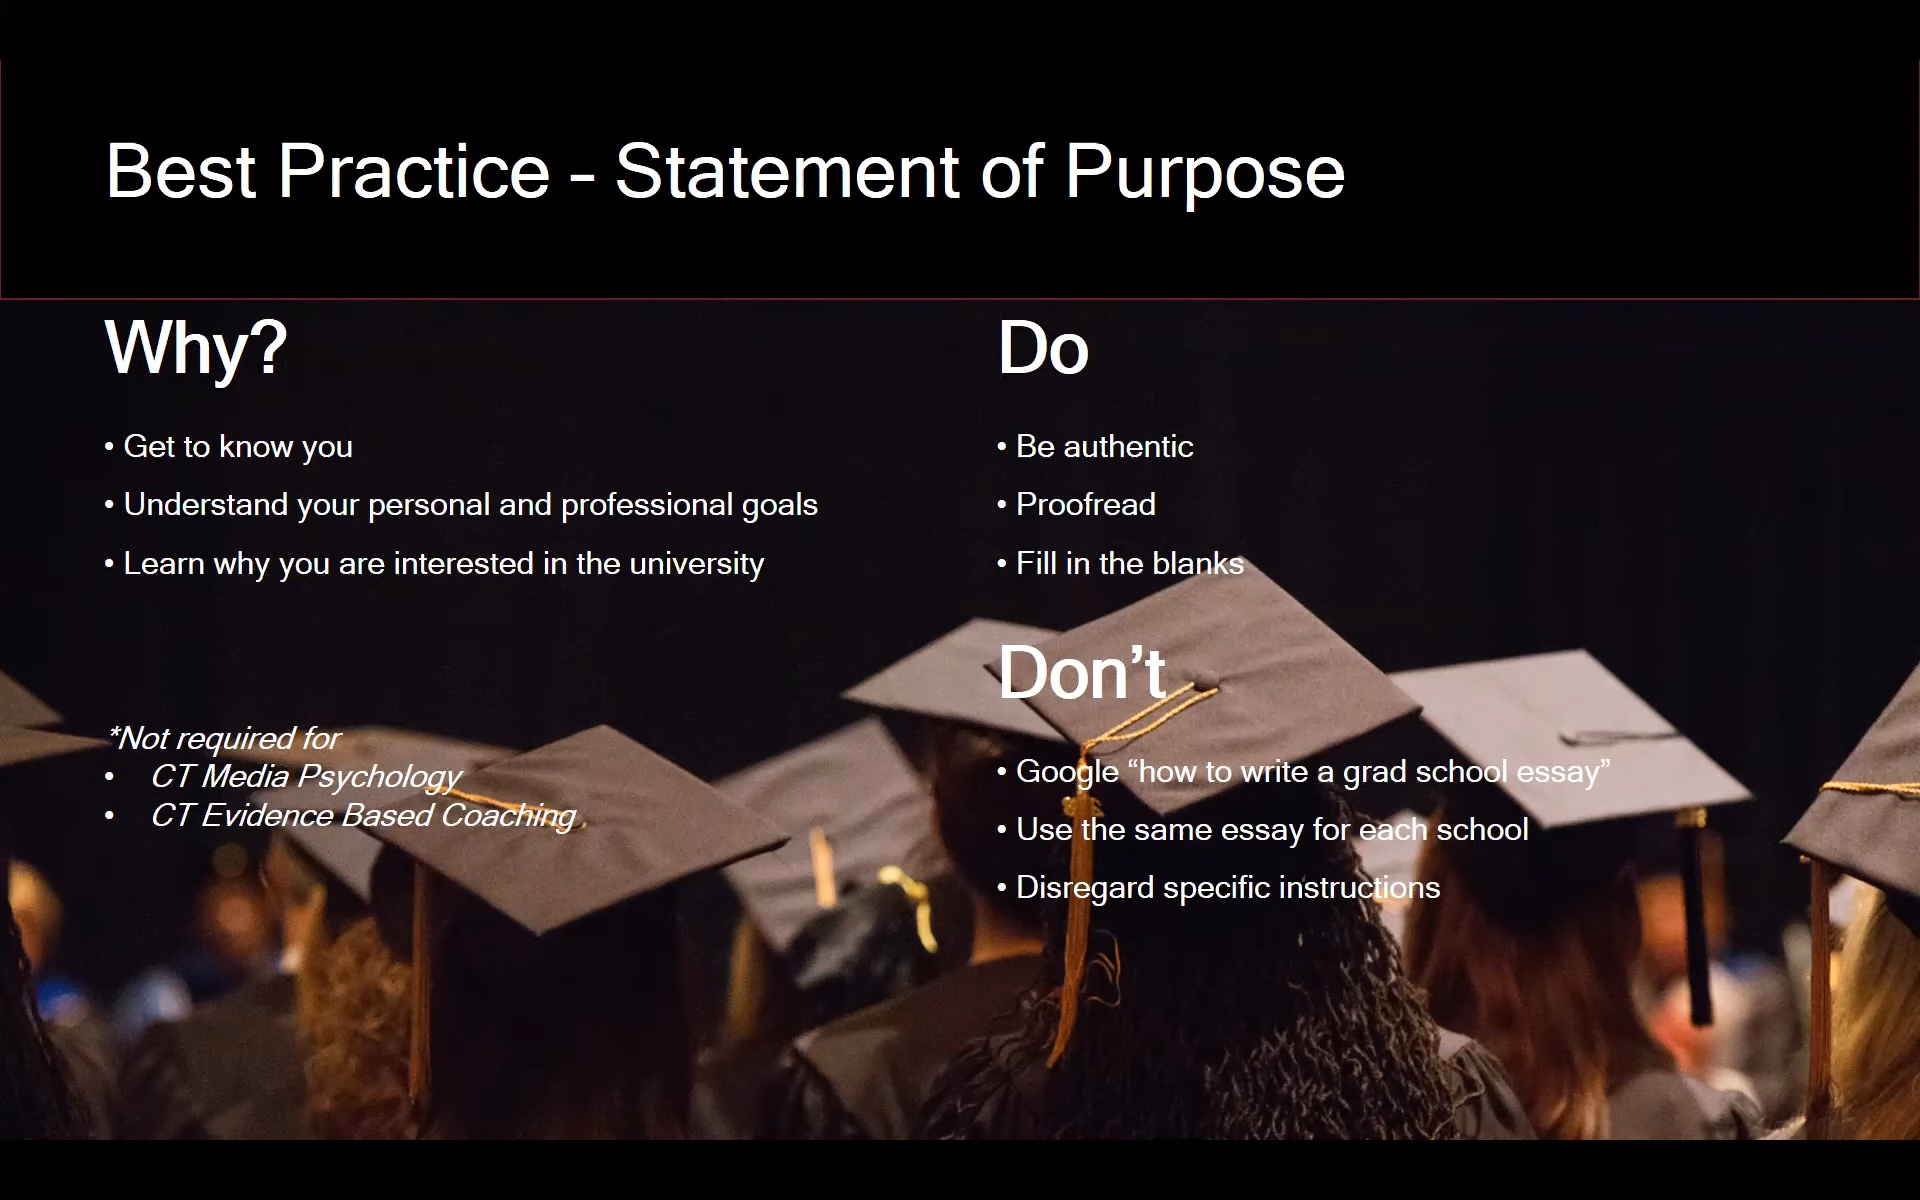 Best Practice – Statement of Purpose
Why?
• Get to know you
• Understand your personal and professional goals
• Learn why you are interested in the university
*Not required for
• CT Media Psychology
• CT Evidence Based Coaching
Do
• Be authentic
• Proofread
• Fill in the blanks
Don’t
• Google “how to write a grad school essay”
• Use the same essay for each school
• Disregard specific instructions